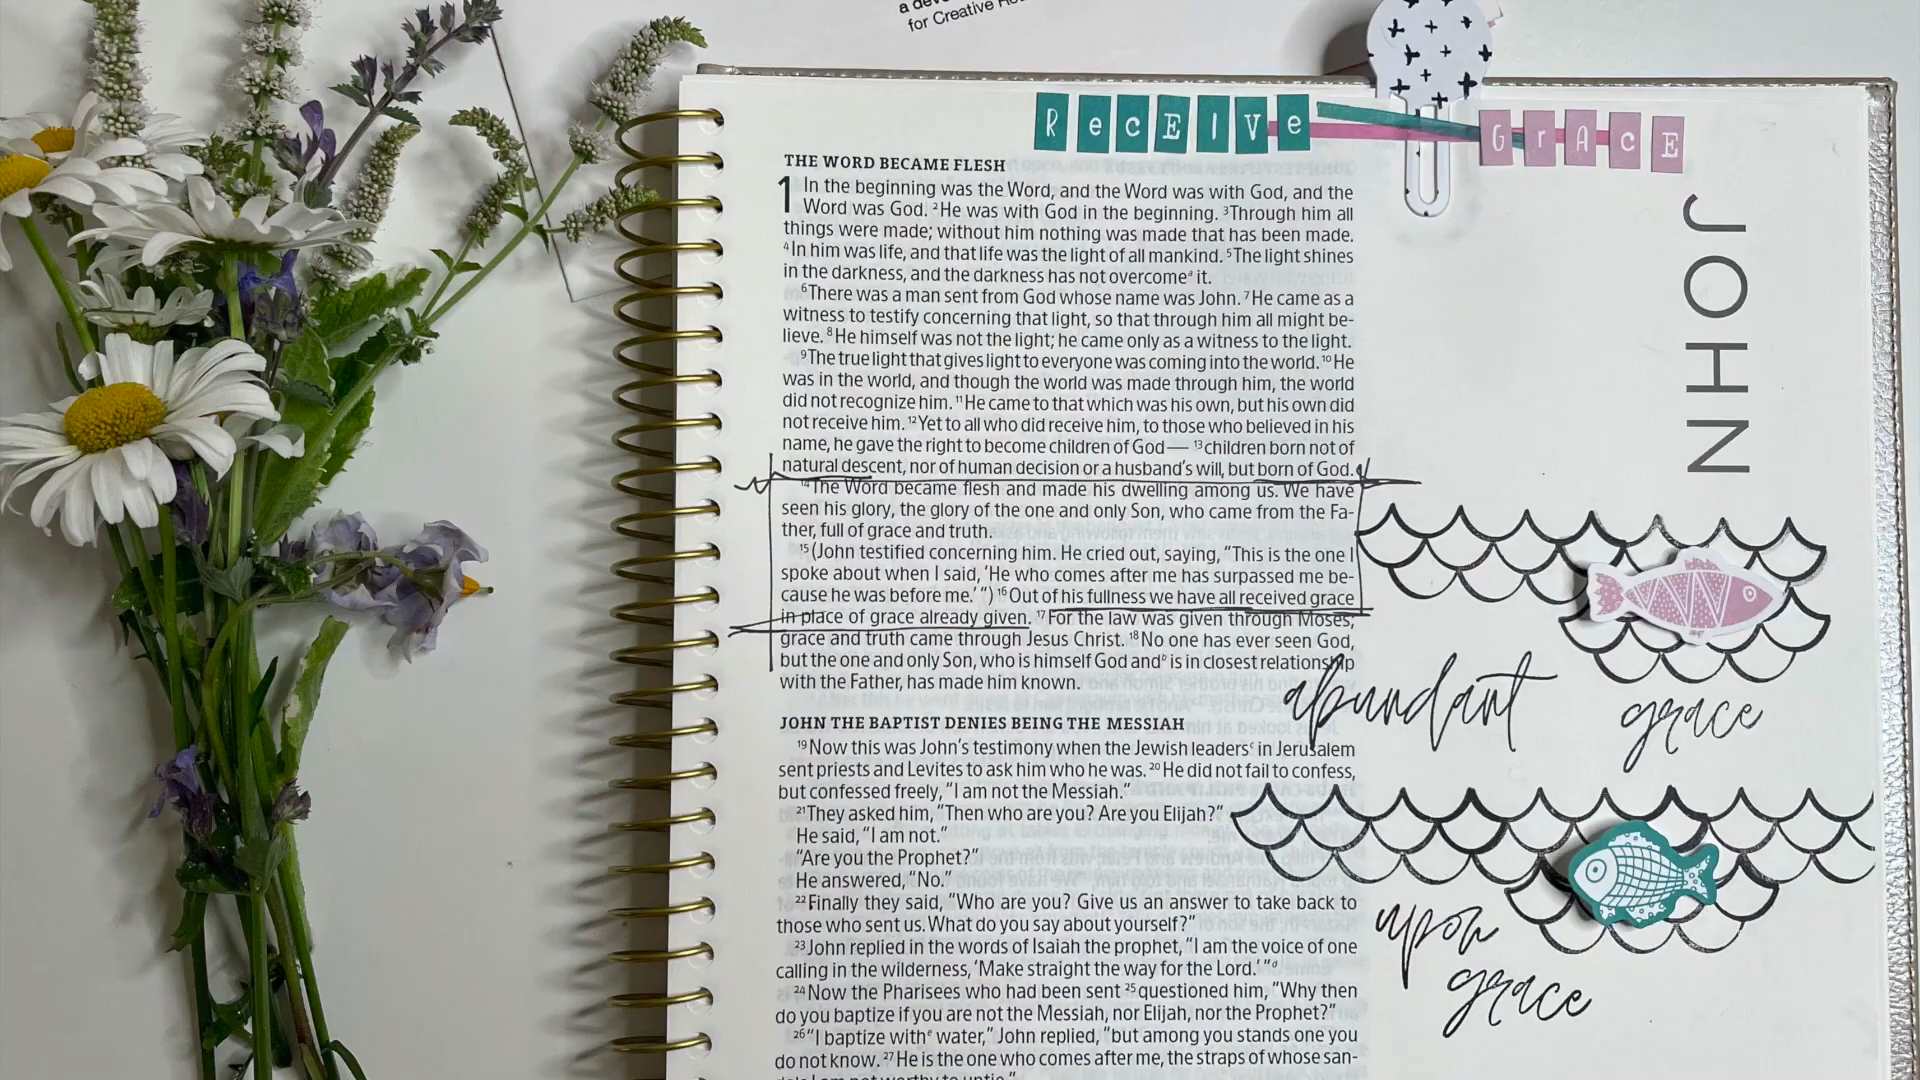 a dev
for Creative
ReCEIVe GrACE
JOHN
THE WORD BECAME FLESH
1 In the beginning was the Word, and the Word was with God, and the
Word was God. 2He was with God in the beginning. 3Through him all
things were made; without him nothing was made that has been made.
4In him was life, and that life was the light of all mankind. 5The light shines
in the darkness, and the darkness has not overcomea it.
6There was a man sent from God whose name was John. 7He came as a
witness to testify concerning that light, so that through him all might be-
lieve. 8He himself was not the light; he came only as a witness to the light.
9The true light that gives light to everyone was coming into the world. 10He
was in the world, and though the world was made through him, the world
did not recognize him. 11He came to that which was his own, but his own did
not receive him. 12Yet to all who did receive him, to those who believed in his
name, he gave the right to become children of God— 13children born not of
natural descent, nor of human decision or a husband's will, but born of God.
14The Word became flesh and made his dwelling among us. We have
seen his glory, the glory of the one and only Son, who came from the Fa-
ther, full of grace and truth.
15(John testified concerning him. He cried out, saying, “This is the one I
spoke about when I said, ‘He who comes after me has surpassed me be-
cause he was before me.’ ”) 16Out of his fullness we have all received grace
in place of grace already given. 17For the law was given through Moses;
grace and truth came through Jesus Christ. 18No one has ever seen God,
but the one and only Son, who is himself God andb is in closest relationship
with the Father, has made him known.
abundant grace
JOHN THE BAPTIST DENIES BEING THE MESSIAH
19Now this was John's testimony when the Jewish leadersc in Jerusalem
sent priests and Levites to ask him who he was. 20He did not fail to confess,
but confessed freely, “I am not the Messiah.”
21They asked him, “Then who are you? Are you Elijah?”
He said, “I am not.”
“Are you the Prophet?”
He answered, “No.”
22Finally they said, “Who are you? Give us an answer to take back to
those who sent us. What do you say about yourself?”
23John replied in the words of Isaiah the prophet, “I am the voice of one
calling in the wilderness, ‘Make straight the way for the Lord.’ ”d
24Now the Pharisees who had been sent 25questioned him, “Why then
do you baptize if you are not the Messiah, nor Elijah, nor the Prophet?”
26“I baptize withe water,” John replied, “but among you stands one you
do not know. 27He is the one who comes after me, the straps of whose san-
dals I am not worthy to untie.”
upon
grace